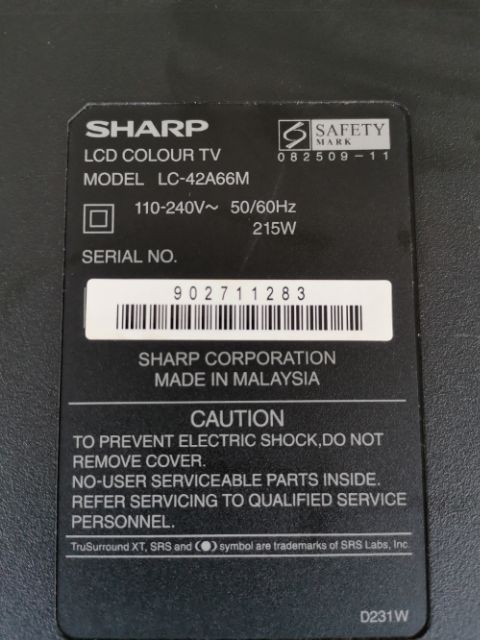 SHARP
SAFETY
MARK
082509-11
LCD COLOUR TV
MODEL LC-42A66M
110-240V~ 50/60Hz
215W
SERIAL NO.
902711283
SHARP CORPORATION
MADE IN MALAYSIA
CAUTION
TO PREVENT ELECTRIC SHOCK,DO NOT
REMOVE COVER.
NO-USER SERVICEABLE PARTS INSIDE.
REFER SERVICING TO QUALIFIED SERVICE
PERSONNEL.
TruSurround XT, SRS and (●) symbol are trademarks of SRS Labs, Inc.
D231W